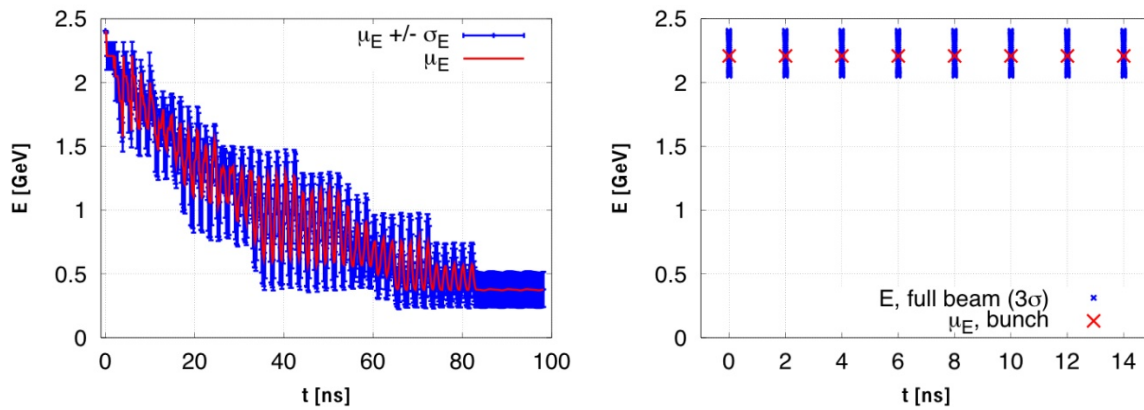 2.5
2
1.5
1
0.5
0
E [GeV]
μE +/- σE
μE
0 20 40 60 80 100
t [ns]
2.5
2
1.5
1
0.5
0
E [GeV]
E, full beam (3σ)
μE, bunch
0 2 4 6 8 10 12 14
t [ns]